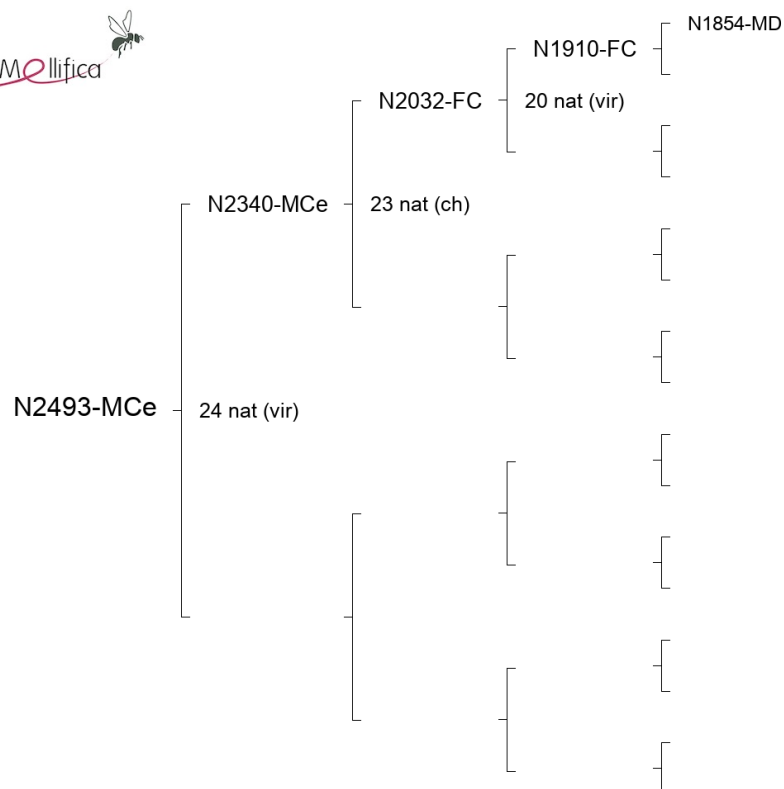 N1854-MD
Mellifica
N1910-FC
N2032-FC
20 nat (vir)
N2340-MCe
23 nat (ch)
N2493-MCe
24 nat (vir)